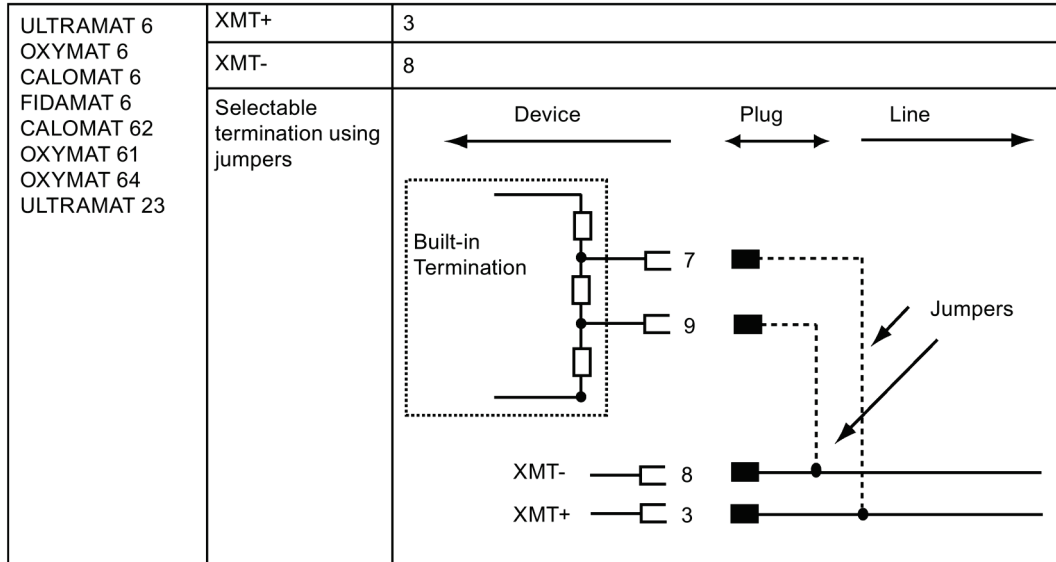 ULTRAMAT 6
OXYMAT 6
CALOMAT 6
FIDAMAT 6
CALOMAT 62
OXYMAT 61
OXYMAT 64
ULTRAMAT 23
XMT+
3
XMT-
8
Selectable
termination using
jumpers
Device
Plug
Line
Built-in
Termination
7
9
Jumpers
XMT-
8
XMT+
3